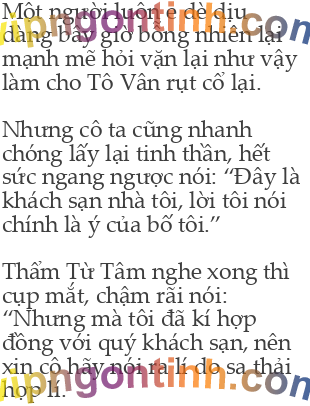 Một người luôn e dè dịu
dàng bây giờ bỗng nhiên lại
mạnh mẽ hỏi vặn lại như vậy
làm cho Tô Vân rụt cổ lại.
Nhưng cô ta cũng nhanh
chóng lấy lại tinh thần, hết
sức ngang ngược nói: “Đây là
khách sạn nhà tôi, lời tôi nói
chính là ý của bố tôi.”
Thẩm Từ Tâm nghe xong thì
cụp mắt, chậm rãi nói:
“Nhưng mà tôi đã kí hợp
đồng với quý khách sạn, nên
xin cô hãy nói ra lí do sa thải
hợp lí.